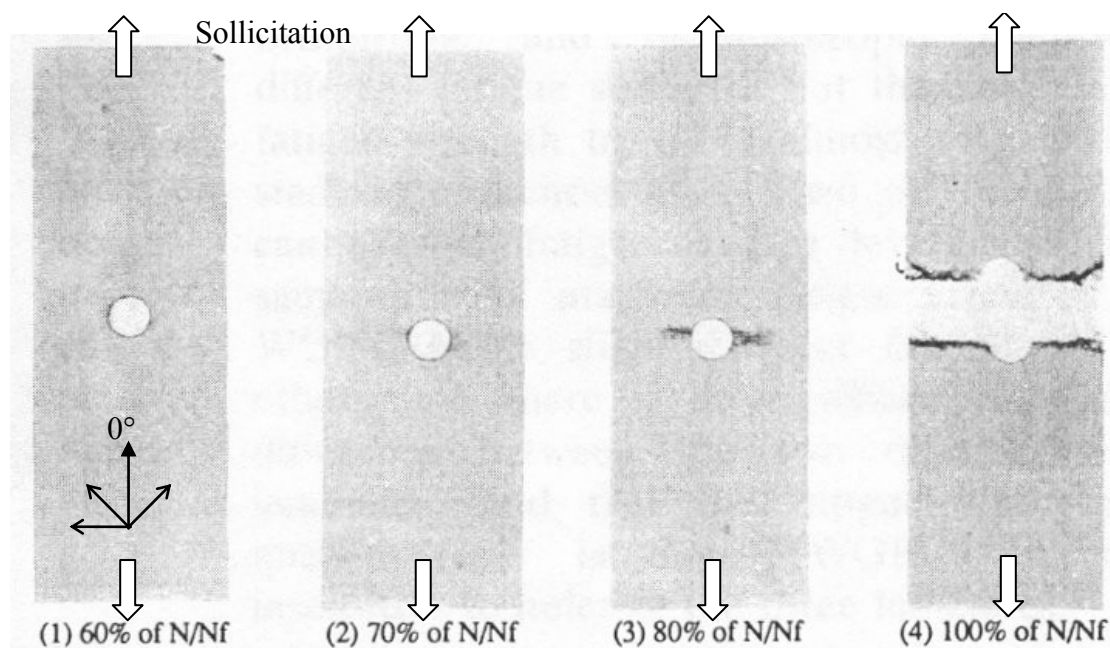 Sollicitation
0°
(1) 60% of N/Nf
(2) 70% of N/Nf
(3) 80% of N/Nf
(4) 100% of N/Nf